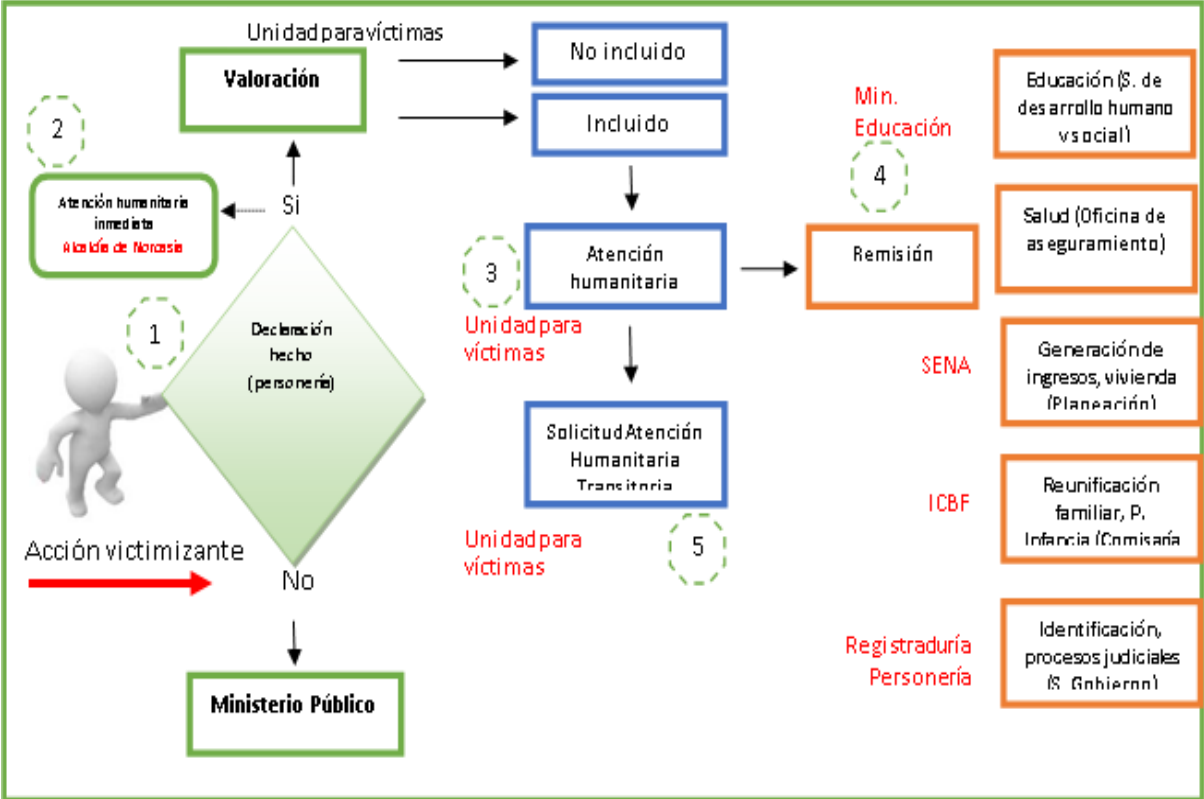 Unidad para víctimas
Valoración
No incluido
Incluido
2
Atención humanitaria
inmediata
Alcaldía de Norcasia
Si
1
Declaración
hecho
(personería)
Acción victimizante
No
Ministerio Público
3
Atención
humanitaria
Unidad para
víctimas
Solicitud Atención
Humanitaria
Transitoria
Unidad para
víctimas
5
Min.
Educación
4
Remisión
Educación (S. de
desarrollo humano
y social)
Salud (Oficina de
aseguramiento)
SENA
Generación de
ingresos, vivienda
(Planeación)
ICBF
Reunificación
familiar, P.
Infancia (Comisaría
Registraduría
Personería
Identificación,
procesos judiciales
(S. Gobierno)